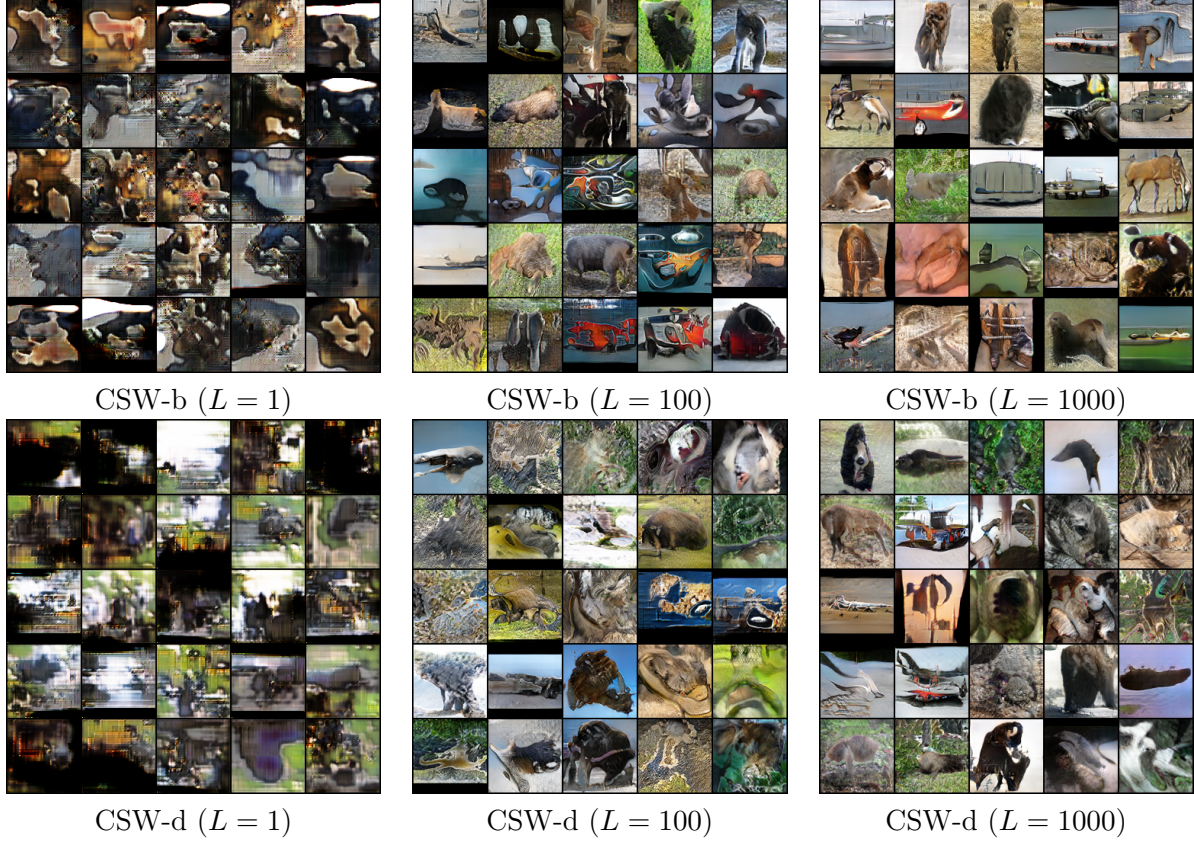 CSW-b (L = 1)
CSW-b (L = 100)
CSW-b (L = 1000)
CSW-d (L = 1)
CSW-d (L = 100)
CSW-d (L = 1000)